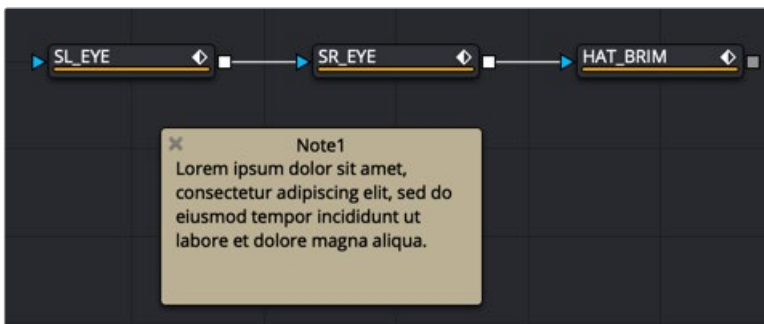 SL_EYE
SR_EYE
HAT_BRIM
Note1
Lorem ipsum dolor sit amet,
consectetur adipiscing elit, sed do
eiusmod tempor incididunt ut
labore et dolore magna aliqua.